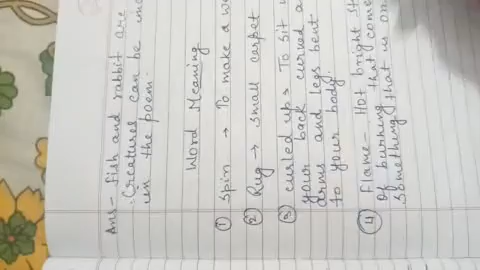 Ans- Fish and rabbit are
Creatures can be
in the poem.
Word Meaning
① Spin → To make a
② Rug → Small carpet
③ curled up → To sit
your back curved
arms and legs bent
to your body.
④ Flame - Hot bright
of burning that come
something that is on